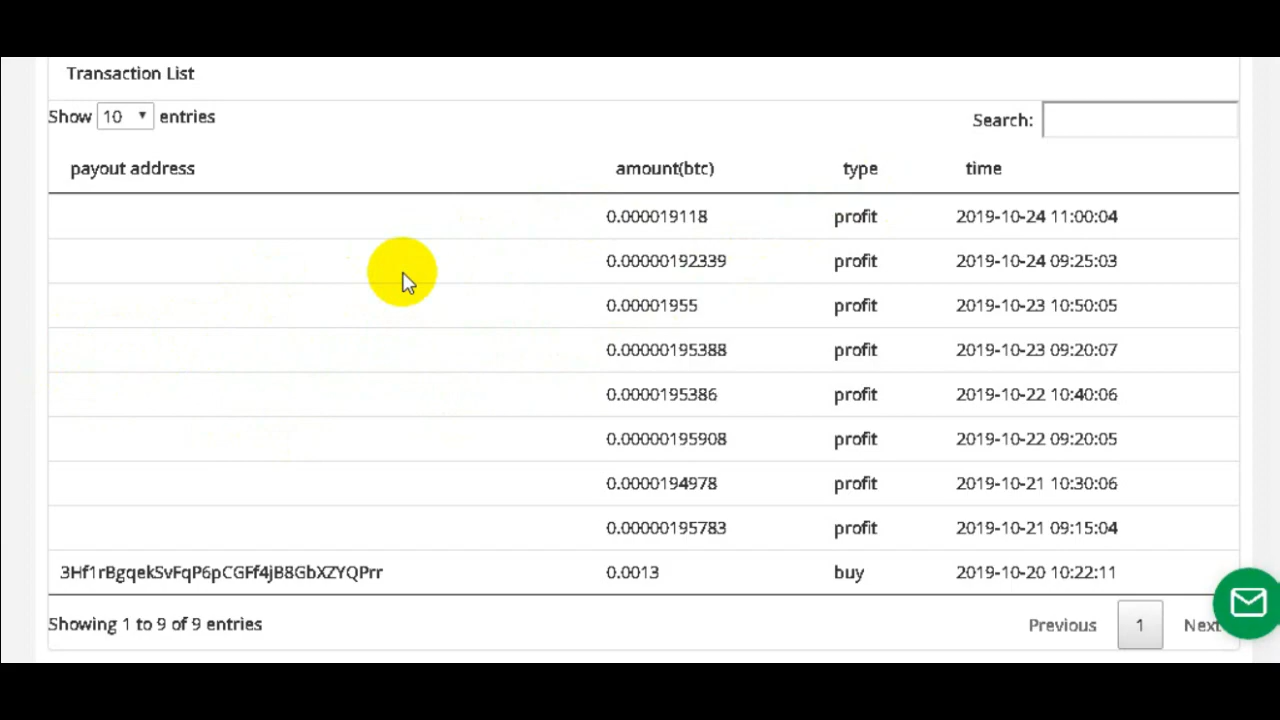 Transaction List
Show 10 entries Search:
payout address amount(btc) type time
0.000019118 profit 2019-10-24 11:00:04
0.00000192339 profit 2019-10-24 09:25:03
0.00001955 profit 2019-10-23 10:50:05
0.00000195388 profit 2019-10-23 09:20:07
0.0000195386 profit 2019-10-22 10:40:06
0.00000195908 profit 2019-10-22 09:20:05
0.0000194978 profit 2019-10-21 10:30:06
0.00000195783 profit 2019-10-21 09:15:04
3Hf1rBgqekSvFqP6pCGFf4jB8GbXZYQPrr 0.0013 buy 2019-10-20 10:22:11
Showing 1 to 9 of 9 entries Previous 1 Next